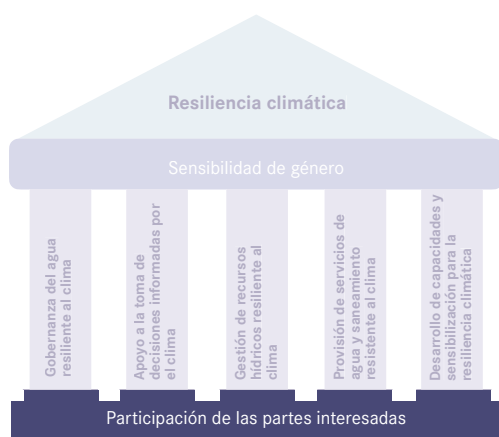 Resiliencia climática
Sensibilidad de género
Gobernanza del agua
resiliente al clima
Apoyo a la toma de
decisiones informadas por
el clima
Gestión de recursos
hídricos resiliente al
clima
Provisión de servicios de
agua y saneamiento
resistente al clima
Desarrollo de capacidades y
sensibilización para la
resiliencia climática
Participación de las partes interesadas